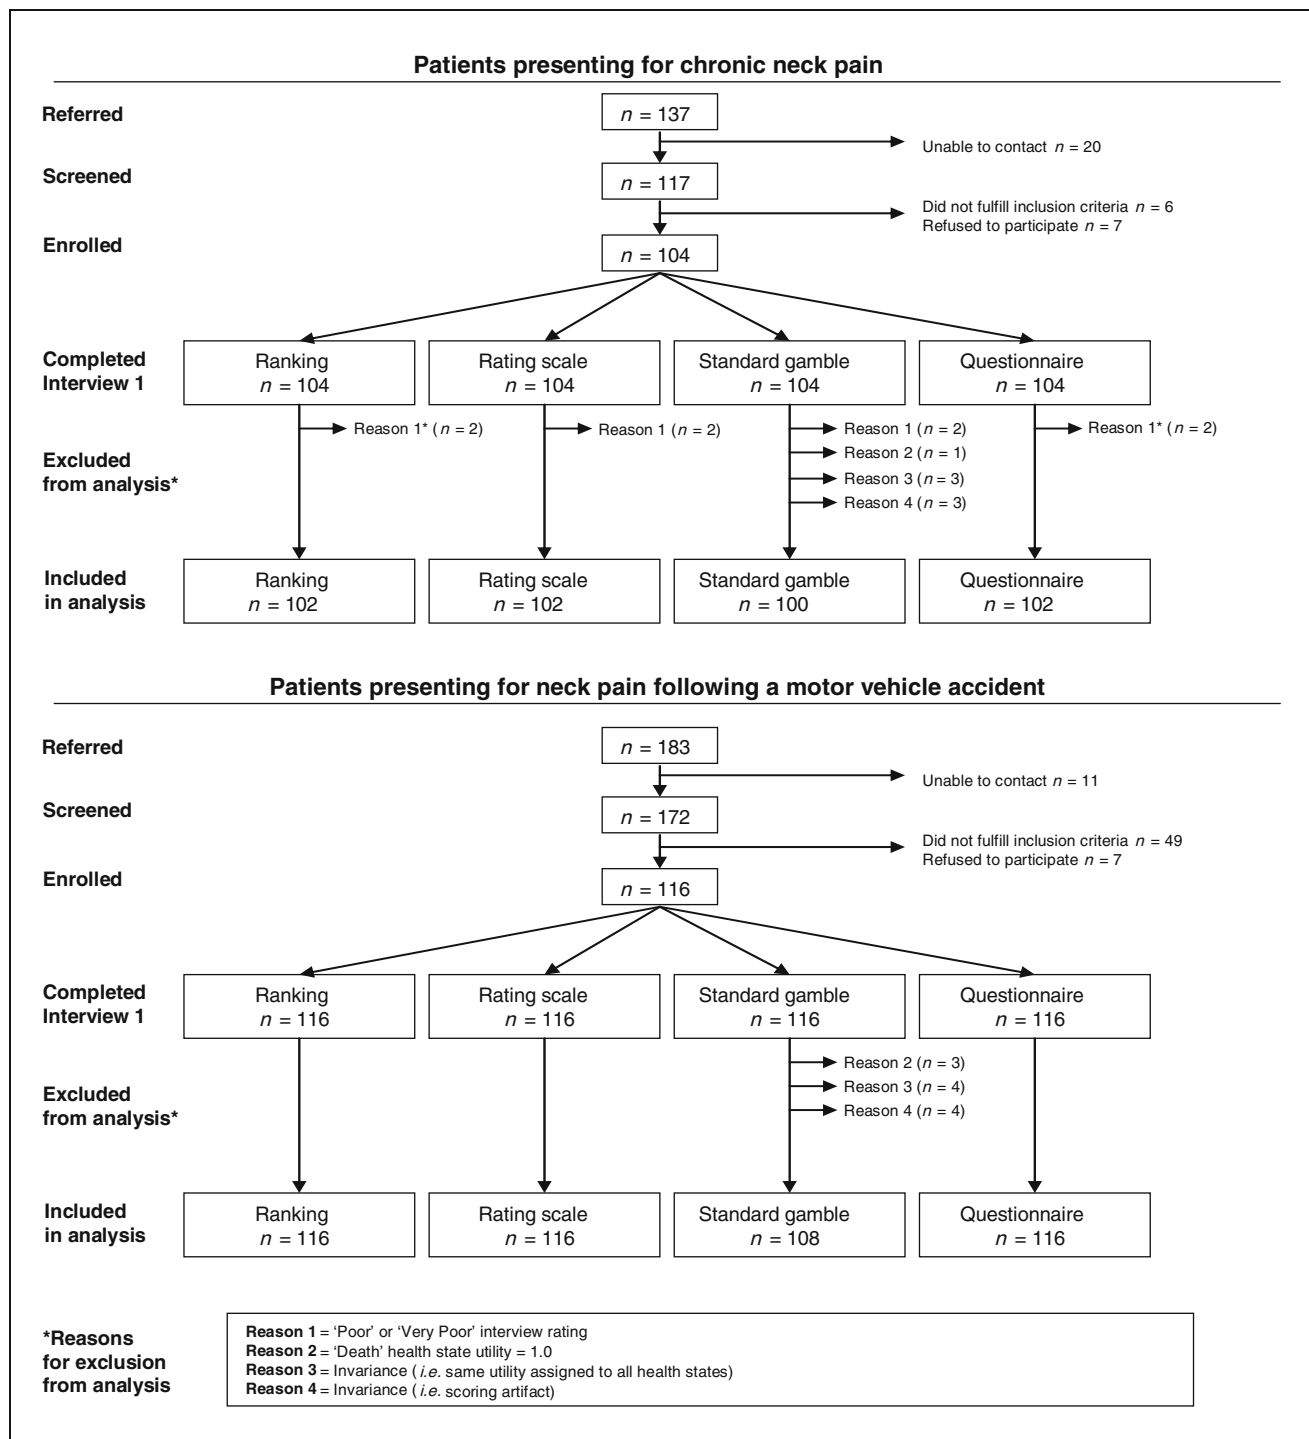 Patients presenting for chronic neck pain
Referred
n = 137
Unable to contact n = 20
Screened
n = 117
Did not fulfill inclusion criteria n = 6
Refused to participate n = 7
Enrolled
n = 104
Completed
Interview 1
Ranking
n = 104
Rating scale
n = 104
Standard gamble
n = 104
Questionnaire
n = 104
Excluded
from analysis*
Reason 1* (n = 2)
Reason 1 (n = 2)
Reason 1 (n = 2)
Reason 2 (n = 1)
Reason 3 (n = 3)
Reason 4 (n = 3)
Reason 1* (n = 2)
Included
in analysis
Ranking
n = 102
Rating scale
n = 102
Standard gamble
n = 100
Questionnaire
n = 102
Patients presenting for neck pain following a motor vehicle accident
Referred
n = 183
Unable to contact n = 11
Screened
n = 172
Did not fulfill inclusion criteria n = 49
Refused to participate n = 7
Enrolled
n = 116
Completed
Interview 1
Ranking
n = 116
Rating scale
n = 116
Standard gamble
n = 116
Questionnaire
n = 116
Excluded
from analysis*
Reason 2 (n = 3)
Reason 3 (n = 4)
Reason 4 (n = 4)
Included
in analysis
Ranking
n = 116
Rating scale
n = 116
Standard gamble
n = 108
Questionnaire
n = 116
*Reasons
for exclusion
from analysis
Reason 1 = ‘Poor’ or ‘Very Poor’ interview rating
Reason 2 = ‘Death’ health state utility = 1.0
Reason 3 = Invariance (i.e. same utility assigned to all health states)
Reason 4 = Invariance (i.e. scoring artifact)